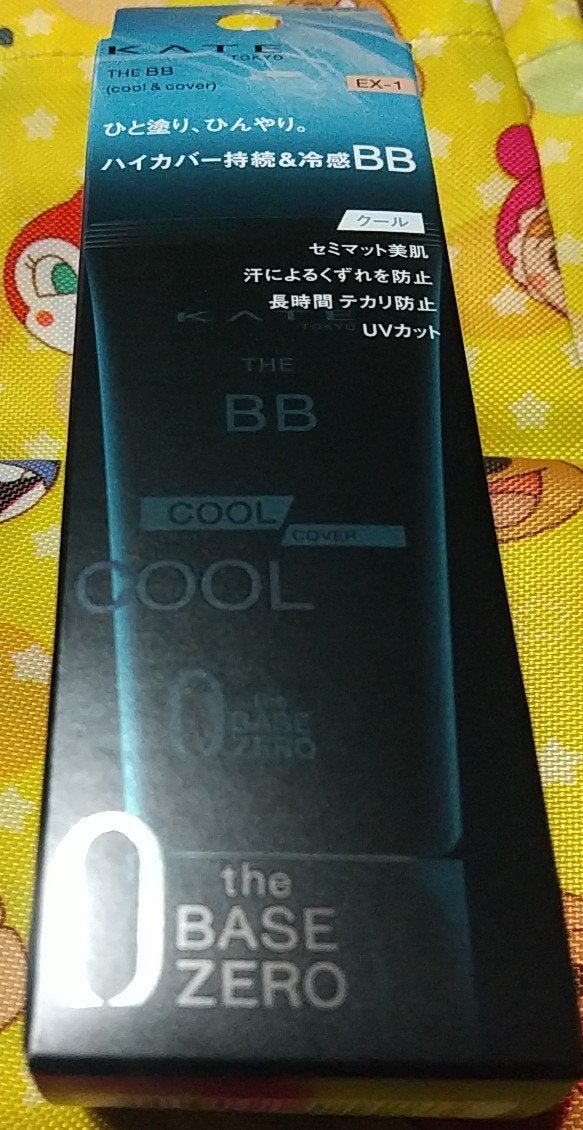 KATE
TOKYO
THE BB
(cool & cover)
EX-1
ひと塗り、ひんやり。
ハイカバー持続&冷感BB
クール
セミマット美肌
汗によるくずれを防止
長時間 テカリ防止
UVカット
KATE
TOKYO
THE
BB
COOL
COVER
COOL
0 the
BASE
ZERO
0 the
BASE
ZERO